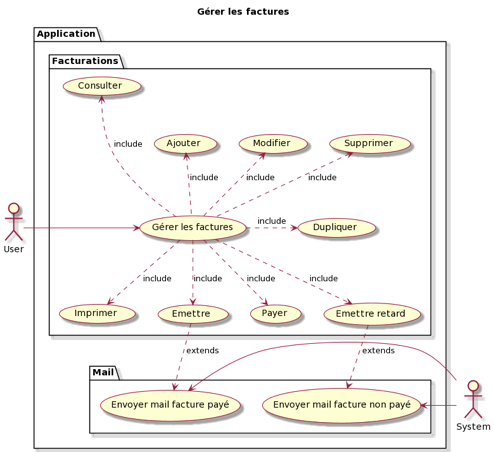 Gérer les factures
Application
Facturations
Consulter
include
Ajouter
Modifier
Supprimer
include
include
include
User
Gérer les factures
include
Dupliquer
include
include
include
include
Imprimer
Emettre
Payer
Emettre retard
extends
extends
Mail
Envoyer mail facture payé
Envoyer mail facture non payé
System